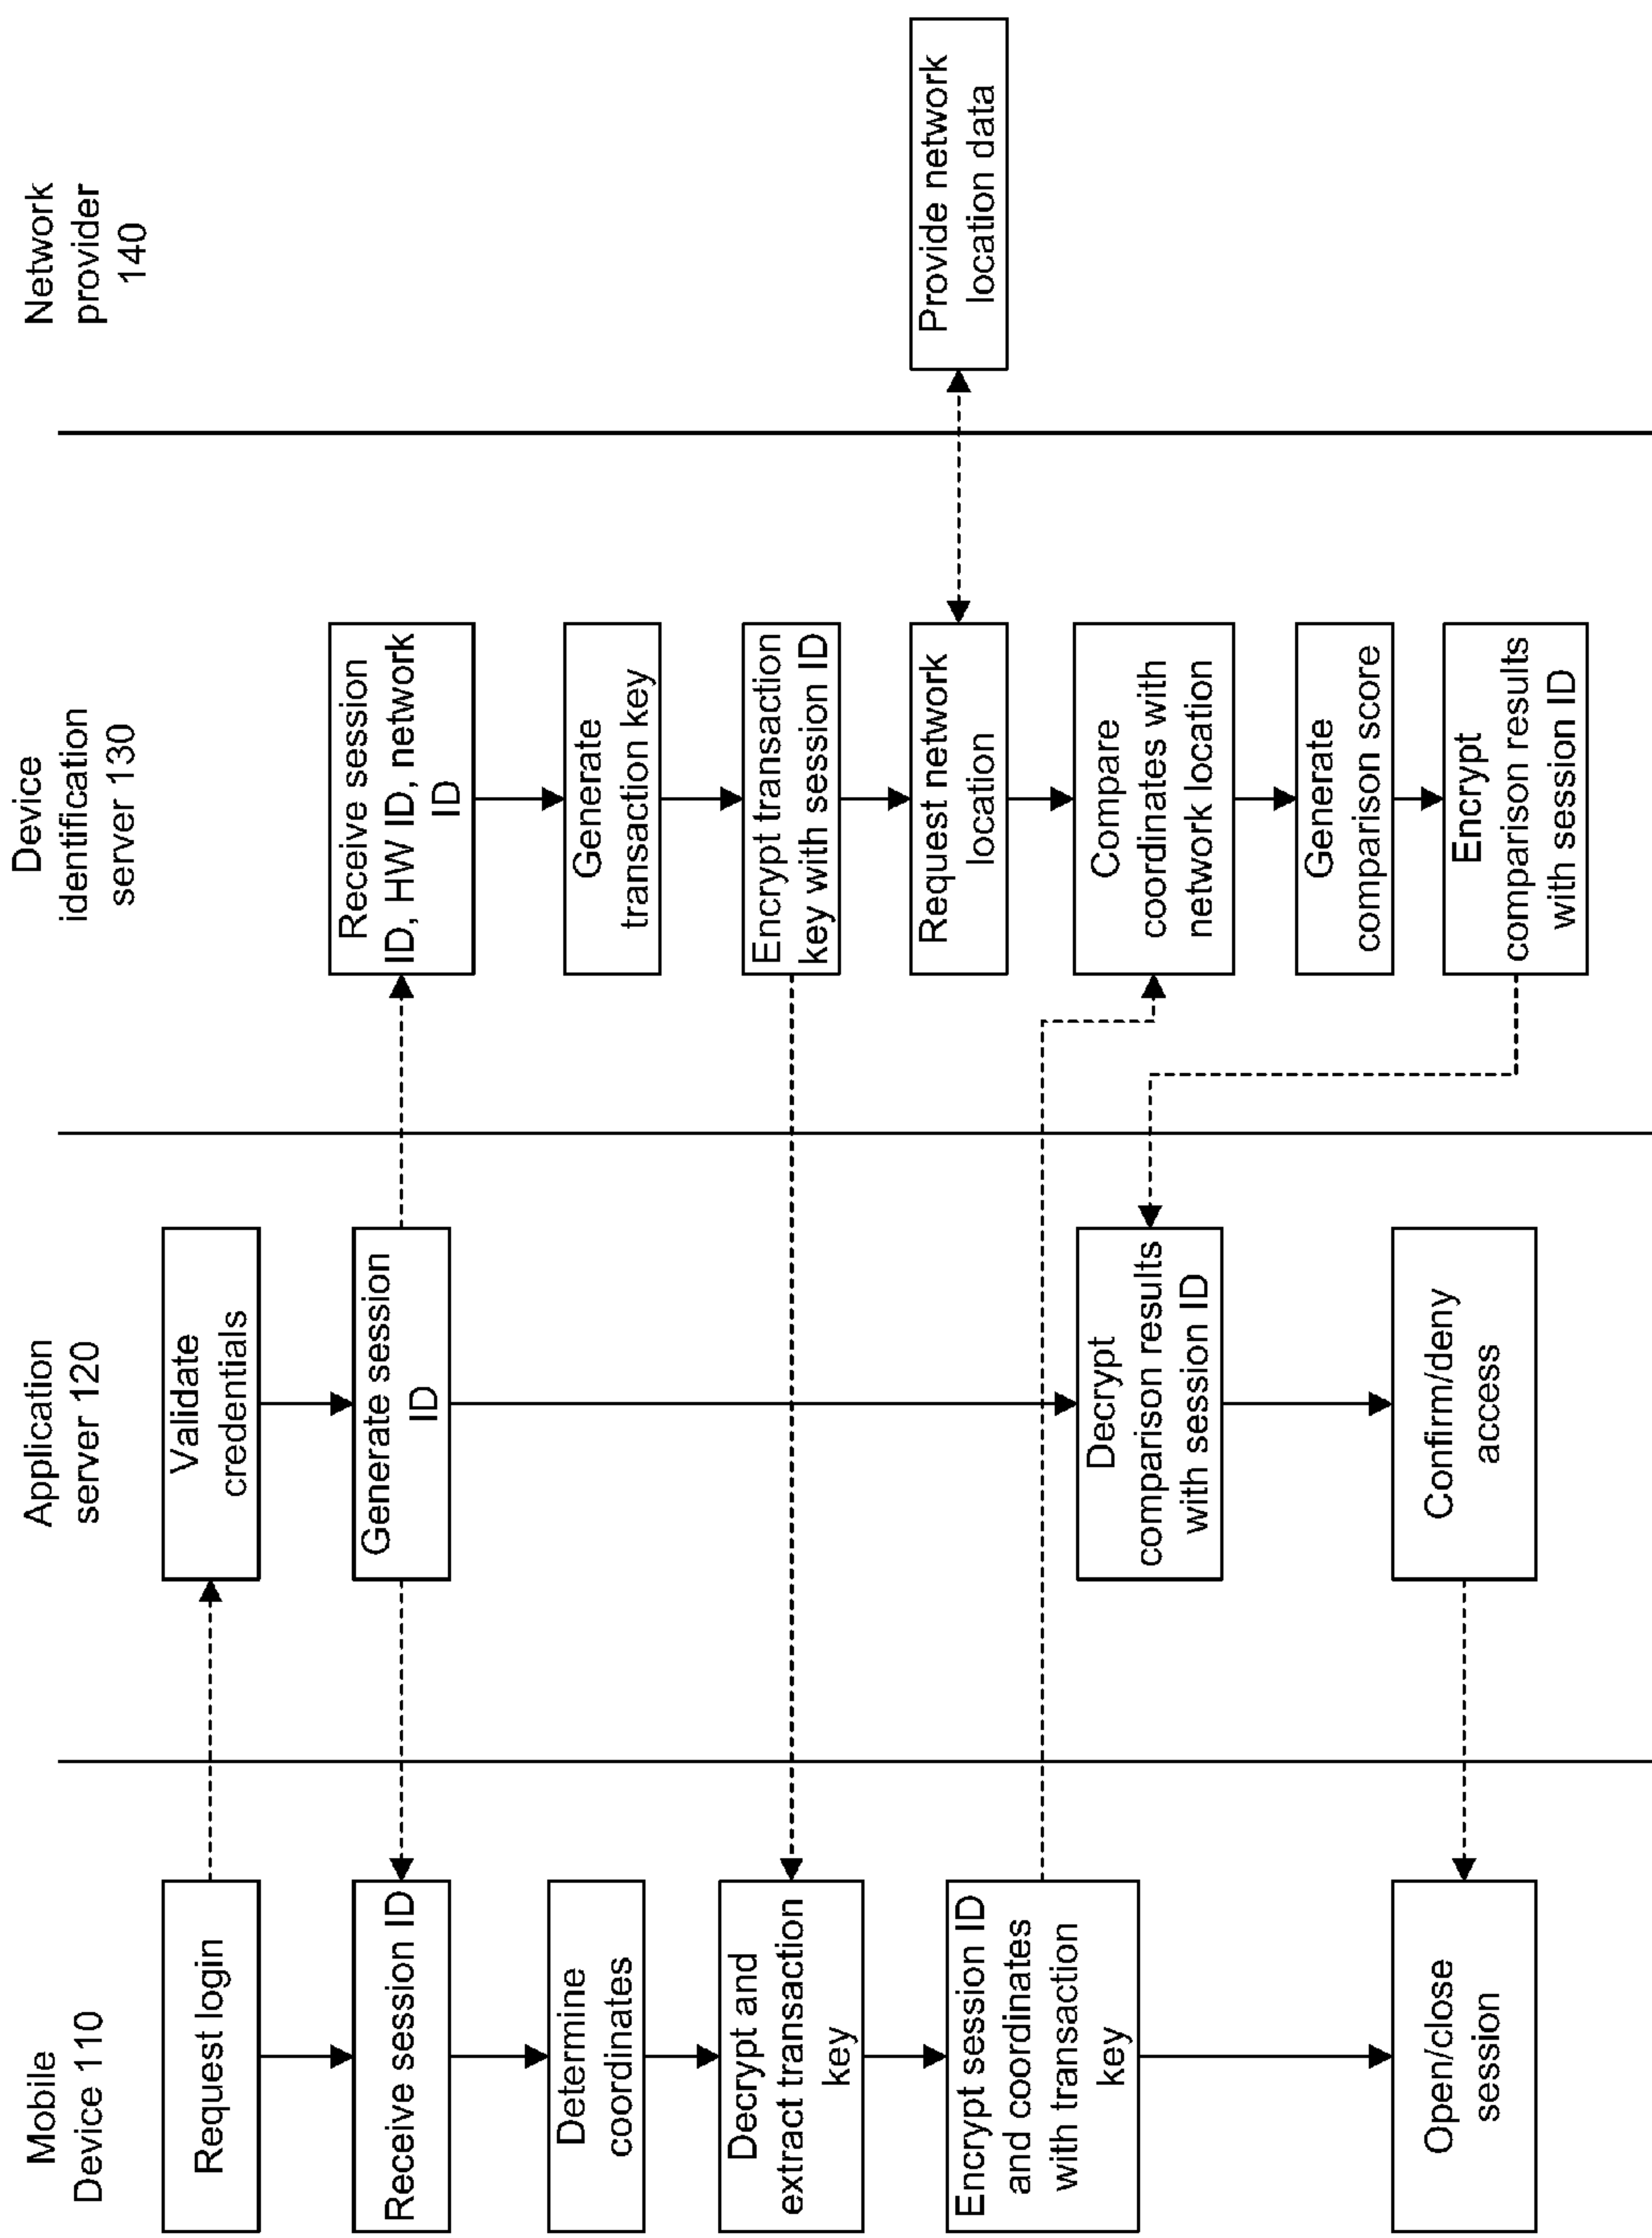 Mobile
Device 110
Application
server 120
Device
identification
server 130
Network
provider
140
Request login
Receive session ID
Determine
coordinates
Decrypt and
extract transaction
key
Encrypt session ID
and coordinates
with transaction
key
Open/close
session
Validate
credentials
Generate session
ID
Decrypt
comparison results
with session ID
Confirm/deny
access
Receive session
ID, HW ID, network
ID
Generate
transaction key
Encrypt transaction
key with session ID
Request network
location
Compare
coordinates with
network location
Generate
comparison score
Encrypt
comparison results
with session ID
Provide network
location data